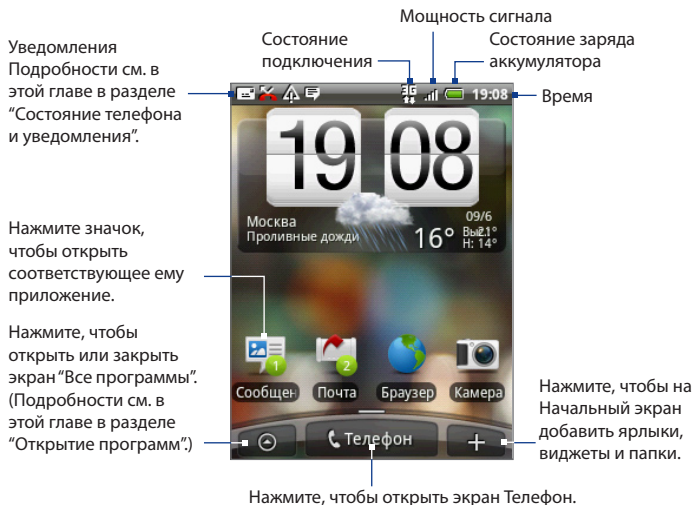 Мощность сигнала
Состояние
подключения
Состояние заряда
аккумулятора
Уведомления
Подробности см. в
этой главе в разделе
“Состояние телефона
и уведомления”.
3G
19:08
Время
19 08
Москва
Проливные дожди
16°
09/6
Выс.: 21°
Н: 14°
Нажмите значок,
чтобы открыть
соответствующее ему
приложение.
1
2
Сообщен
Почта
Браузер
Камера
Нажмите, чтобы
открыть или закрыть
экран “Все программы”.
(Подробности см. в
этой главе в разделе
“Открытие программ”.)
Телефон
Нажмите, чтобы на
Начальный экран
добавить ярлыки,
виджеты и папки.
Нажмите, чтобы открыть экран Телефон.